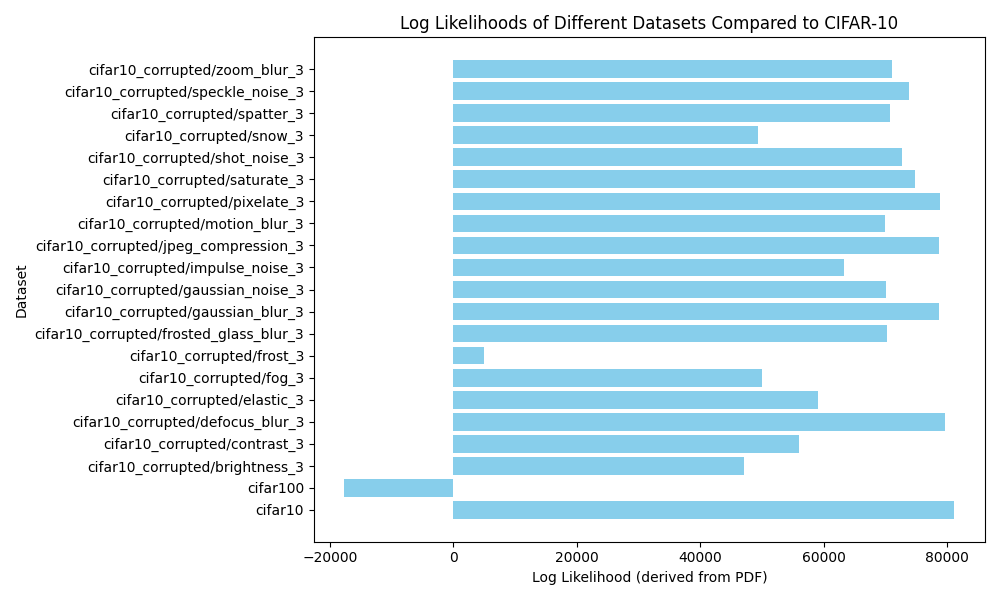 Log Likelihoods of Different Datasets Compared to CIFAR-10
Dataset
cifar10_corrupted/zoom_blur_3
cifar10_corrupted/speckle_noise_3
cifar10_corrupted/spatter_3
cifar10_corrupted/snow_3
cifar10_corrupted/shot_noise_3
cifar10_corrupted/saturate_3
cifar10_corrupted/pixelate_3
cifar10_corrupted/motion_blur_3
cifar10_corrupted/jpeg_compression_3
cifar10_corrupted/impulse_noise_3
cifar10_corrupted/gaussian_noise_3
cifar10_corrupted/gaussian_blur_3
cifar10_corrupted/frosted_glass_blur_3
cifar10_corrupted/frost_3
cifar10_corrupted/fog_3
cifar10_corrupted/elastic_3
cifar10_corrupted/defocus_blur_3
cifar10_corrupted/contrast_3
cifar10_corrupted/brightness_3
cifar100
cifar10
−20000 0 20000 40000 60000 80000
Log Likelihood (derived from PDF)